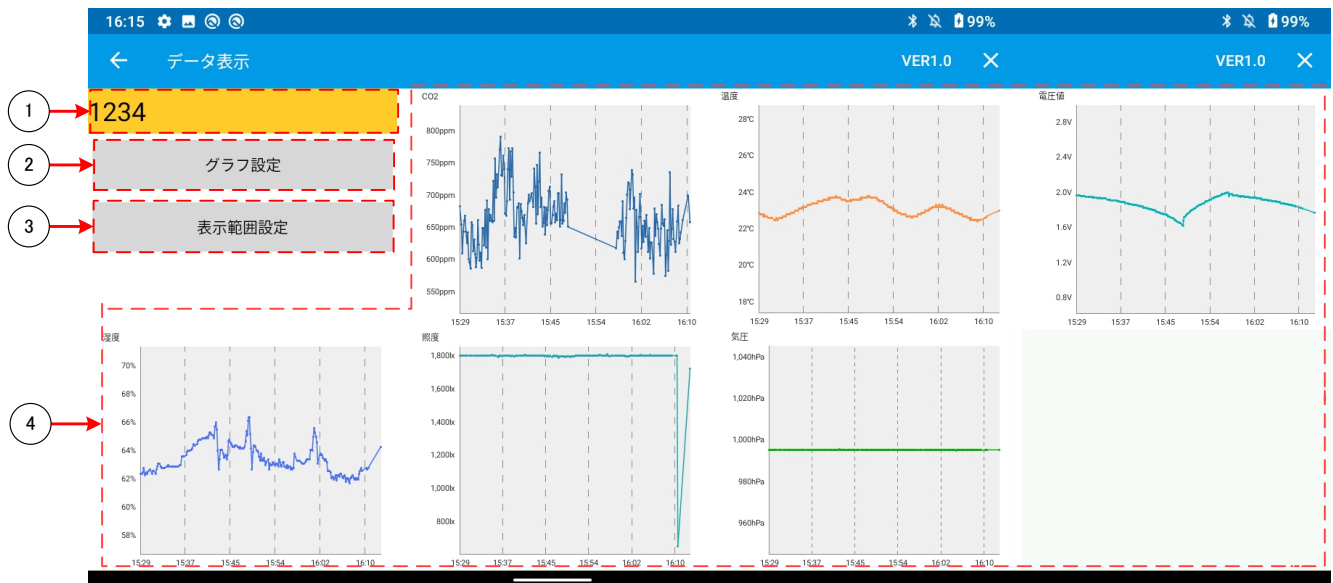 16:15 99% 99%
データ表示 VER1.0 VER1.0
1
1234
2
グラフ設定
3
表示範囲設定
4
CO2
800ppm
750ppm
700ppm
650ppm
600ppm
550ppm
15:29 15:37 15:45 15:54 16:02 16:10
温度
28℃
26℃
24℃
22℃
20℃
18℃
15:29 15:37 15:45 15:54 16:02 16:10
電圧値
2.8V
2.4V
2.0V
1.6V
1.2V
0.8V
15:29 15:37 15:45 15:54 16:02 16:10
湿度
70%
68%
66%
64%
62%
60%
58%
15:29 15:37 15:45 15:54 16:02 16:10
照度
1,800lx
1,600lx
1,400lx
1,200lx
1,000lx
800lx
15:29 15:37 15:45 15:54 16:02 16:10
気圧
1,040hPa
1,020hPa
1,000hPa
980hPa
960hPa
15:29 15:37 15:45 15:54 16:02 16:10